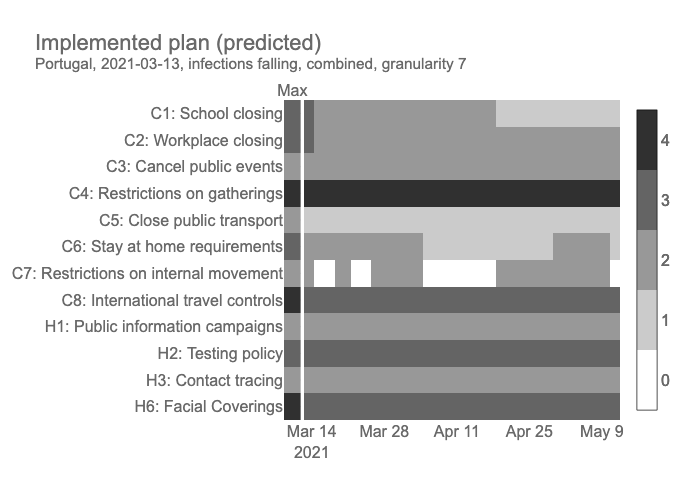 Implemented plan (predicted)
Portugal, 2021-03-13, infections falling, combined, granularity 7
Max
C1: School closing
C2: Workplace closing
C3: Cancel public events
C4: Restrictions on gatherings
C5: Close public transport
C6: Stay at home requirements
C7: Restrictions on internal movement
C8: International travel controls
H1: Public information campaigns
H2: Testing policy
H3: Contact tracing
H6: Facial Coverings
4
3
2
1
0
Mar 14 Mar 28 Apr 11 Apr 25 May 9
2021